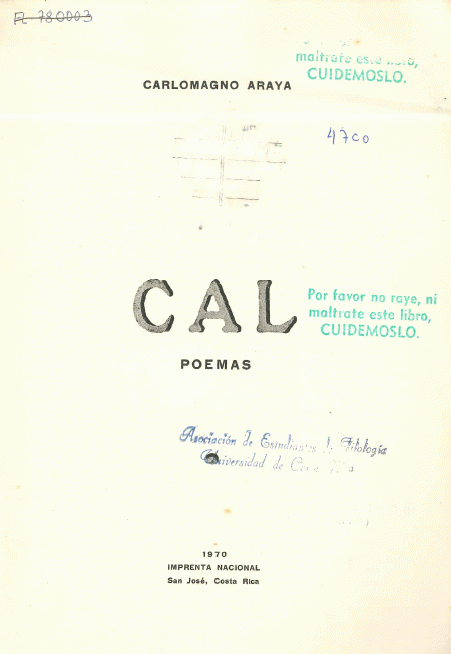 FL 780003
maltrate este libro,
CUIDEMOSLO.
CARLOMAGNO ARAYA
47co
CAL
Por favor no raye, ni
maltrate este libro,
CUIDEMOSLO.
POEMAS
Asociación de Estudiantes de Filología
Universidad de Costa Rica
1970
IMPRENTA NACIONAL
San José, Costa Rica